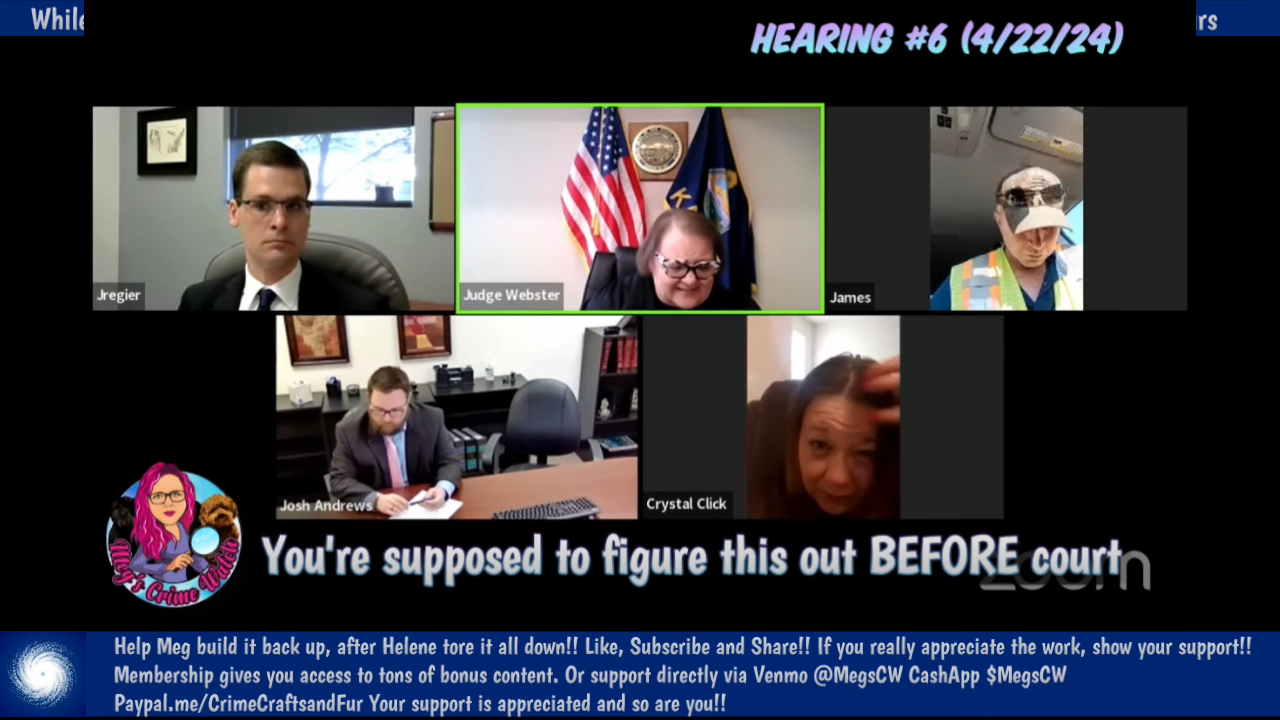 While
rs
HEARING #6 (4/22/24)
Jregier
Judge Webster
James
Josh Andrews
Crystal Click
Meg's Crime Watch
You're supposed to figure this out BEFORE court
zoom
Help Meg build it back up, after Helene tore it all down!! Like, Subscribe and Share!! If you really appreciate the work, show your support!!
Membership gives you access to tons of bonus content. Or support directly via Venmo @MegsCW CashApp $MegsCW
Paypal.me/CrimeCraftsandFur Your support is appreciated and so are you!!